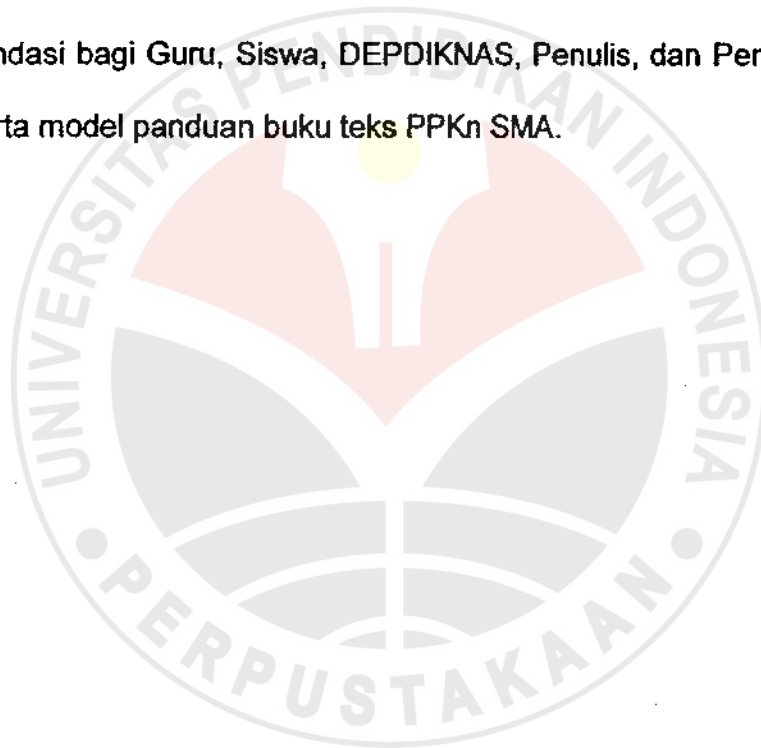 ndasi bagi Guru, Siswa, DEPDIKNAS, Penulis, dan Per
rta model panduan buku teks PPKn SMA.
UNIVERSITAS PENDIDIKAN INDONESIA
PERPUSTAKAAN